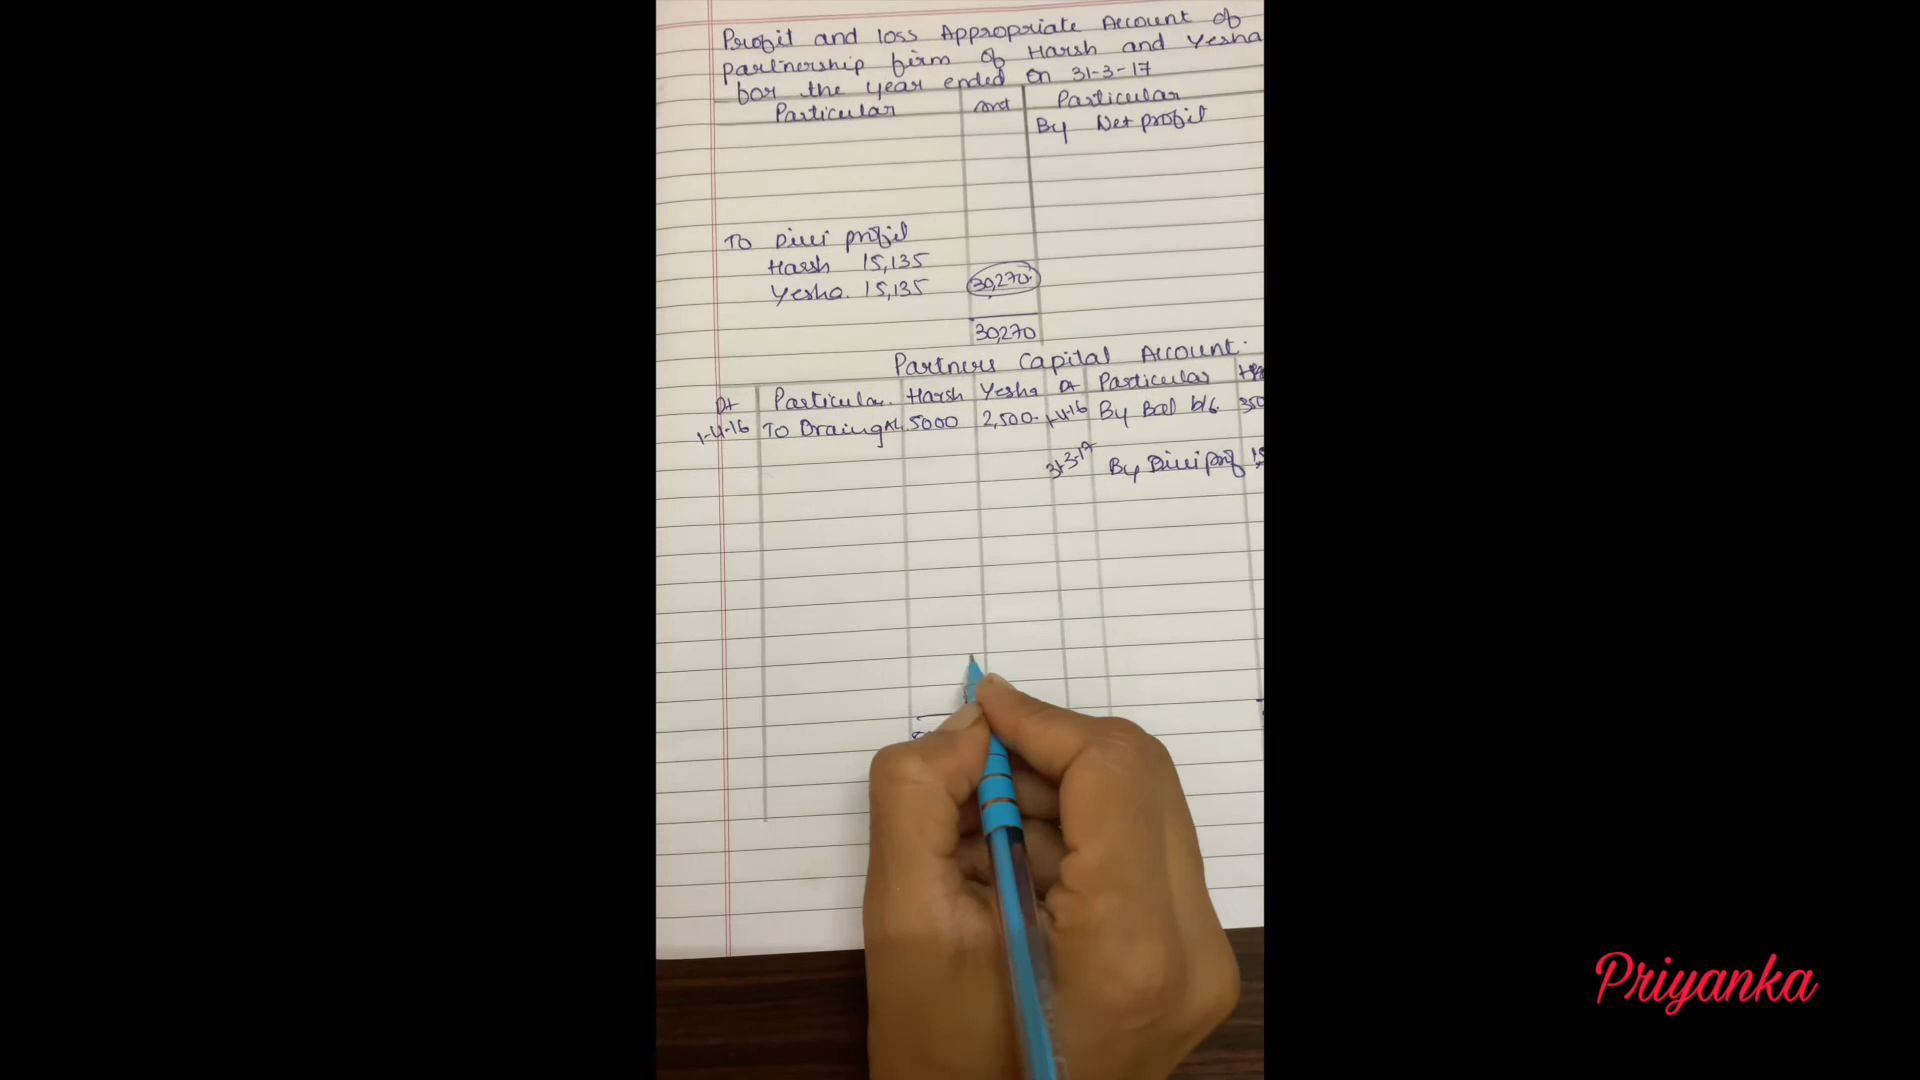 Profit and loss Appropriate Account of
partnership firm of Harsh and Yesha
for the year ended on 31-3-17
Particular amt Particular
By Net profit
To Divi profit
Harsh 15,135
Yesha. 15,135 30,270
30,270
Partners Capital Account.
Dt Particular. Harsh Yesha Dt Particular
1-4-16 To Draing AC. 5000 2,500. 1-4-16 By Bal b/f. 350
31-3-17 By Divi prof
Priyanka